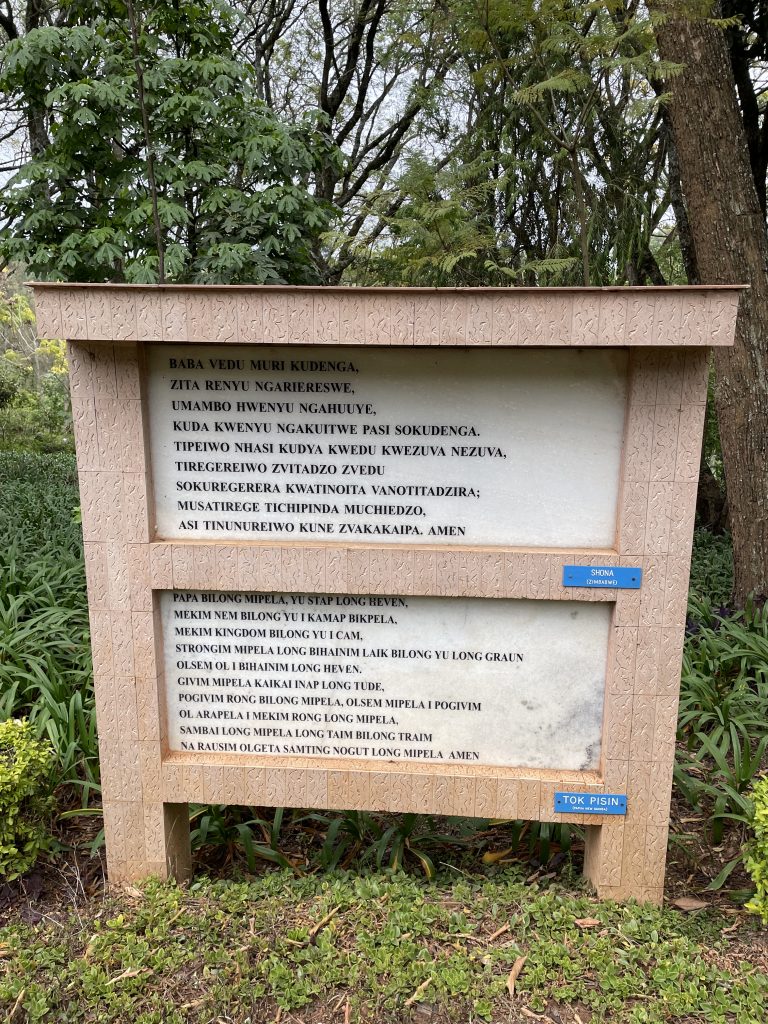 BABA VEDU MURI KUDENGA,
ZITA RENYU NGARIERESWE,
UMAMBO HWENYU NGAHUUYE,
KUDA KWENYU NGAKUITWE PASI SOKUDENGA.
TIPEIWO NHASI KUDYA KWEDU KWEZUVA NEZUVA,
TIREGEREIWO ZVITADZO ZVEDU
SOKUREGERERA KWATINOITA VANOTITADZIRA;
MUSATIREGE TICHIPINDA MUCHIEDZO,
ASI TINUNUREIWO KUNE ZVAKAKAIPA. AMEN
SHONA
(ZIMBABWE)
PAPA BILONG MIPELA, YU STAP LONG HEVEN,
MEKIM NEM BILONG YU I KAMAP BIKPELA,
MEKIM KINGDOM BILONG YU I CAM,
STRONGIM MIPELA LONG BIHAINIM LAIK BILONG YU LONG GRAUN
OLSEM OL I BIHAINIM LONG HEVEN.
GIVIM MIPELA KAIKAI INAP LONG TUDE,
POGIVIM RONG BILONG MIPELA, OLSEM MIPELA I POGIVIM
OL ARAPELA I MEKIM RONG LONG MIPELA,
SAMBAI LONG MIPELA LONG TAIM BILONG TRAIM
NA RAUSIM OLGETA SAMTING NOGUT LONG MIPELA AMEN
TOK PISIN
(PAPUA NEW